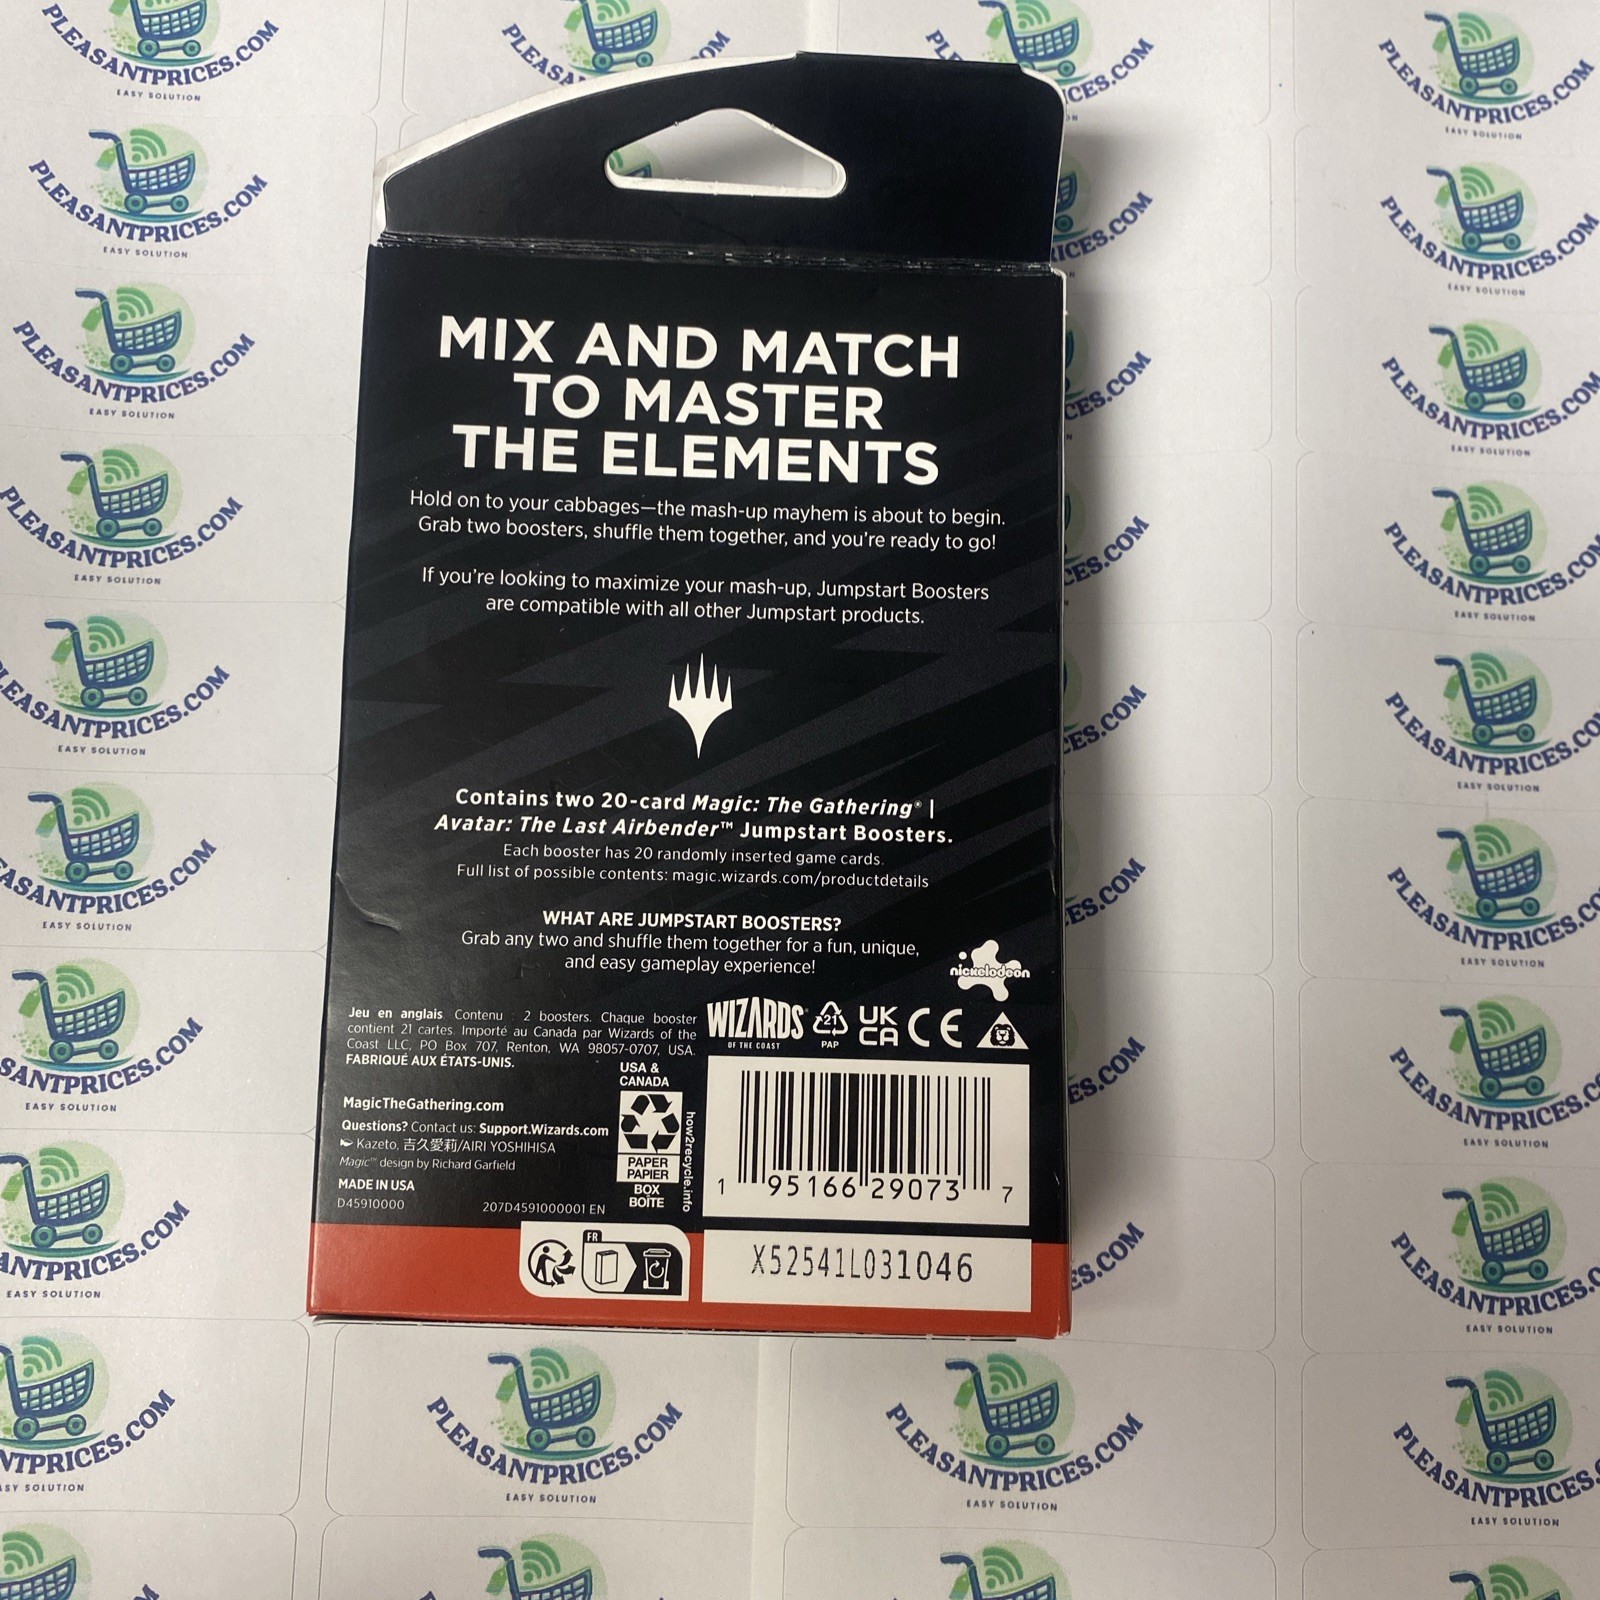 MIX AND MATCH
TO MASTER
THE ELEMENTS
Hold on to your cabbages—the mash-up mayhem is about to begin.
Grab two boosters, shuffle them together, and you're ready to go!
If you're looking to maximize your mash-up, Jumpstart Boosters
are compatible with all other Jumpstart products.
Contains two 20-card Magic: The Gathering® |
Avatar: The Last Airbender™ Jumpstart Boosters.
Each booster has 20 randomly inserted game cards.
Full list of possible contents: magic.wizards.com/productdetails
WHAT ARE JUMPSTART BOOSTERS?
Grab any two and shuffle them together for a fun, unique,
and easy gameplay experience!
nickelodeon
Jeu en anglais. Contenu : 2 boosters. Chaque booster
contient 21 cartes. Importé au Canada par Wizards of the
Coast LLC, PO Box 707, Renton, WA 98057-0707, USA.
FABRIQUÉ AUX ÉTATS-UNIS.
WIZARDS
OF THE COAST
21
PAP
UK
CA
CE
USA &
CANADA
MagicTheGathering.com
Questions? Contact us: Support.Wizards.com
Kazeto, 吉久愛莉/AIRI YOSHIHISA
Magic™ design by Richard Garfield
MADE IN USA
D45910000
207D4591000001 EN
PAPER
PAPIER
BOX
BOÎTE
how2recycle.info
1 95166 29073 7
FR
X52541L031046
PLEASANTPRICES.COM
EASY SOLUTION